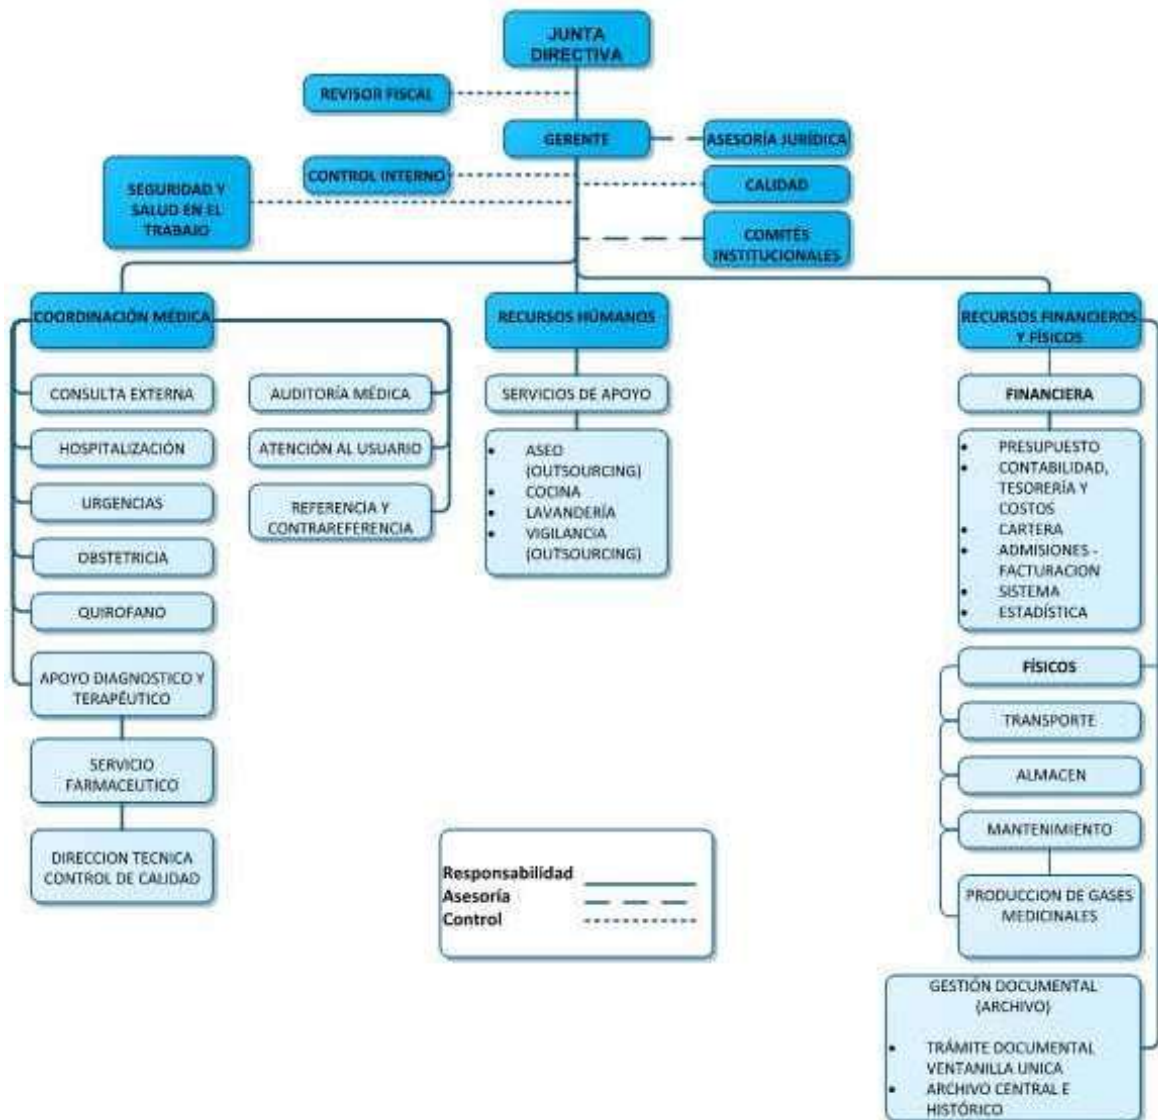 JUNTA
DIRECTIVA
REVISOR FISCAL
GERENTE
ASESORÍA JURÍDICA
CONTROL INTERNO
CALIDAD
SEGURIDAD Y
SALUD EN EL
TRABAJO
COMITÉS
INSTITUCIONALES
COORDINACIÓN MÉDICA
CONSULTA EXTERNA
HOSPITALIZACIÓN
URGENCIAS
OBSTETRICIA
QUIROFANO
APOYO DIAGNOSTICO Y
TERAPÉUTICO
SERVICIO
FARMACEUTICO
DIRECCION TECNICA
CONTROL DE CALIDAD
AUDITORÍA MÉDICA
ATENCIÓN AL USUARIO
REFERENCIA Y
CONTRAREFERENCIA
RECURSOS HÚMANOS
SERVICIOS DE APOYO
• ASEO
(OUTSOURCING)
• COCINA
• LAVANDERÍA
• VIGILANCIA
(OUTSOURCING)
RECURSOS FINANCIEROS
Y FÍSICOS
FINANCIERA
• PRESUPUESTO
• CONTABILIDAD,
TESORERÍA Y
COSTOS
• CARTERA
• ADMISIONES -
FACTURACION
• SISTEMA
• ESTADÍSTICA
FÍSICOS
TRANSPORTE
ALMACEN
MANTENIMIENTO
PRODUCCION DE GASES
MEDICINALES
GESTIÓN DOCUMENTAL
(ARCHIVO)
• TRÁMITE DOCUMENTAL
VENTANILLA UNICA
• ARCHIVO CENTRAL E
HISTÓRICO
Responsabilidad
Asesoría
Control